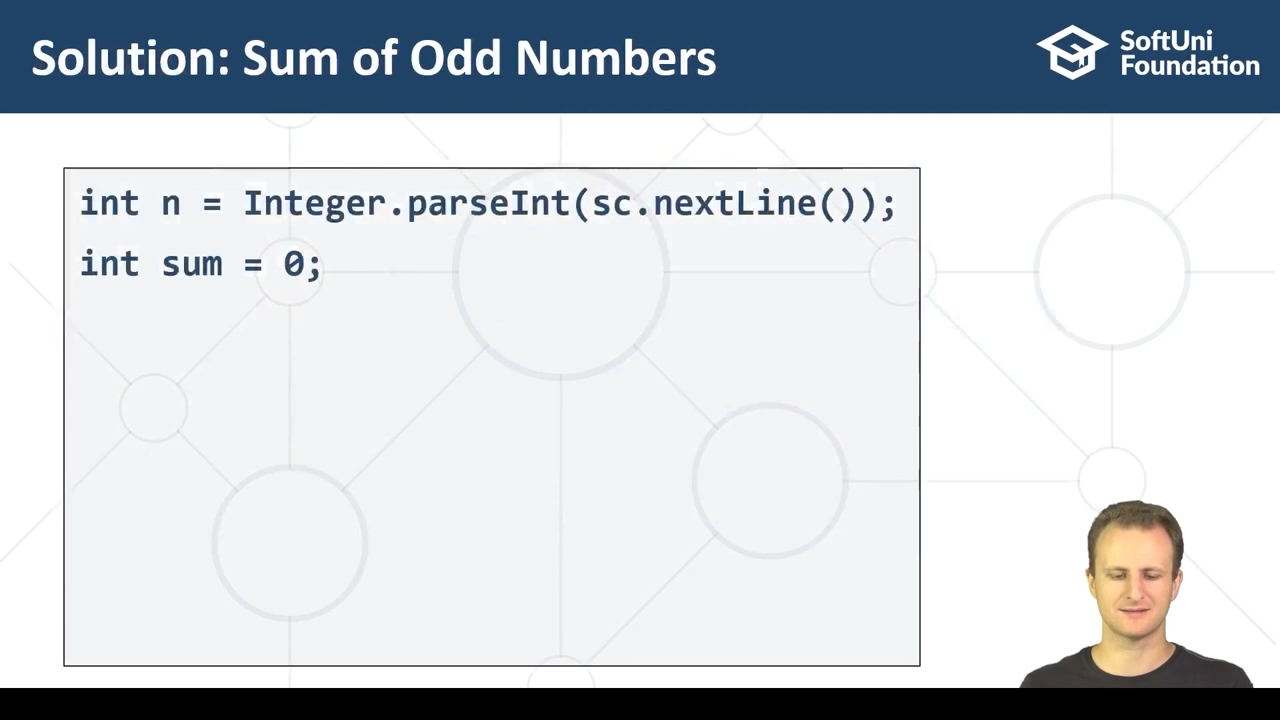 Solution: Sum of Odd Numbers
SoftUni
Foundation
int n = Integer.parseInt(sc.nextLine());
int sum = 0;